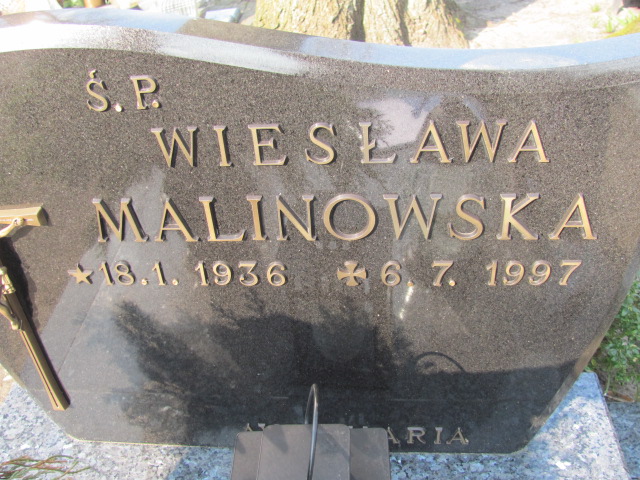 Ś.P.
WIESŁAWA
MALINOWSKA
★18.1.1936 ✠6.7.1997